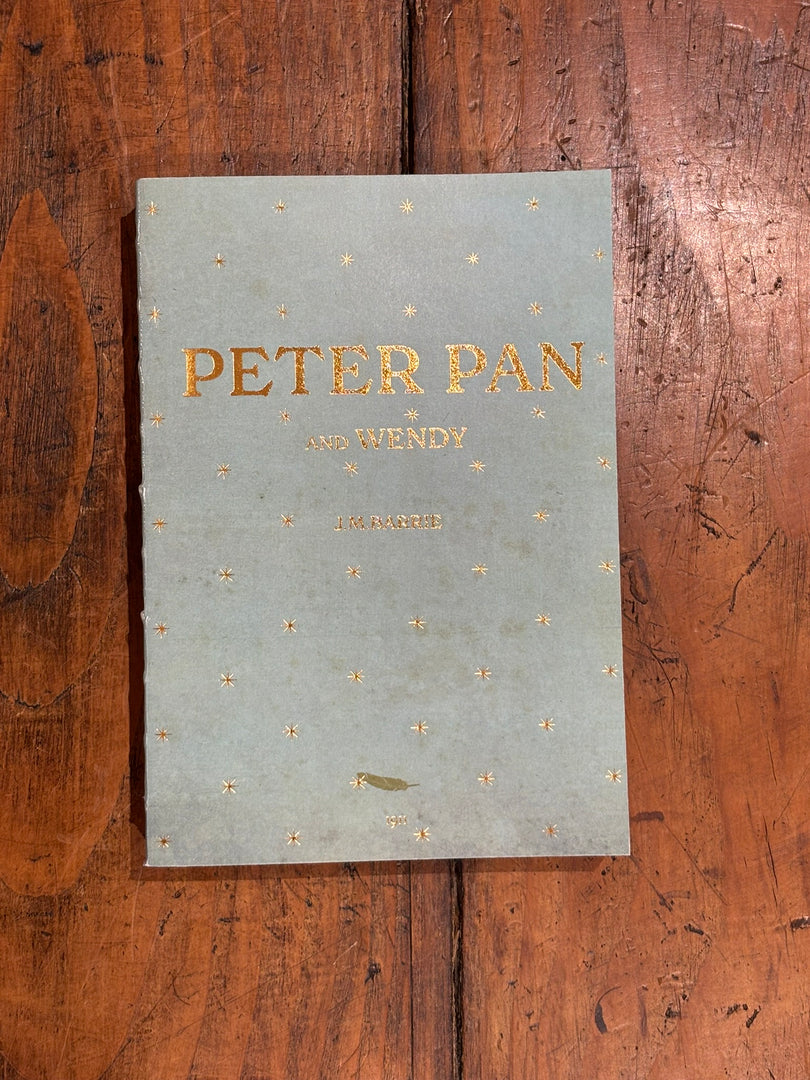 PETER PAN
AND WENDY
J.M. BARRIE
1911